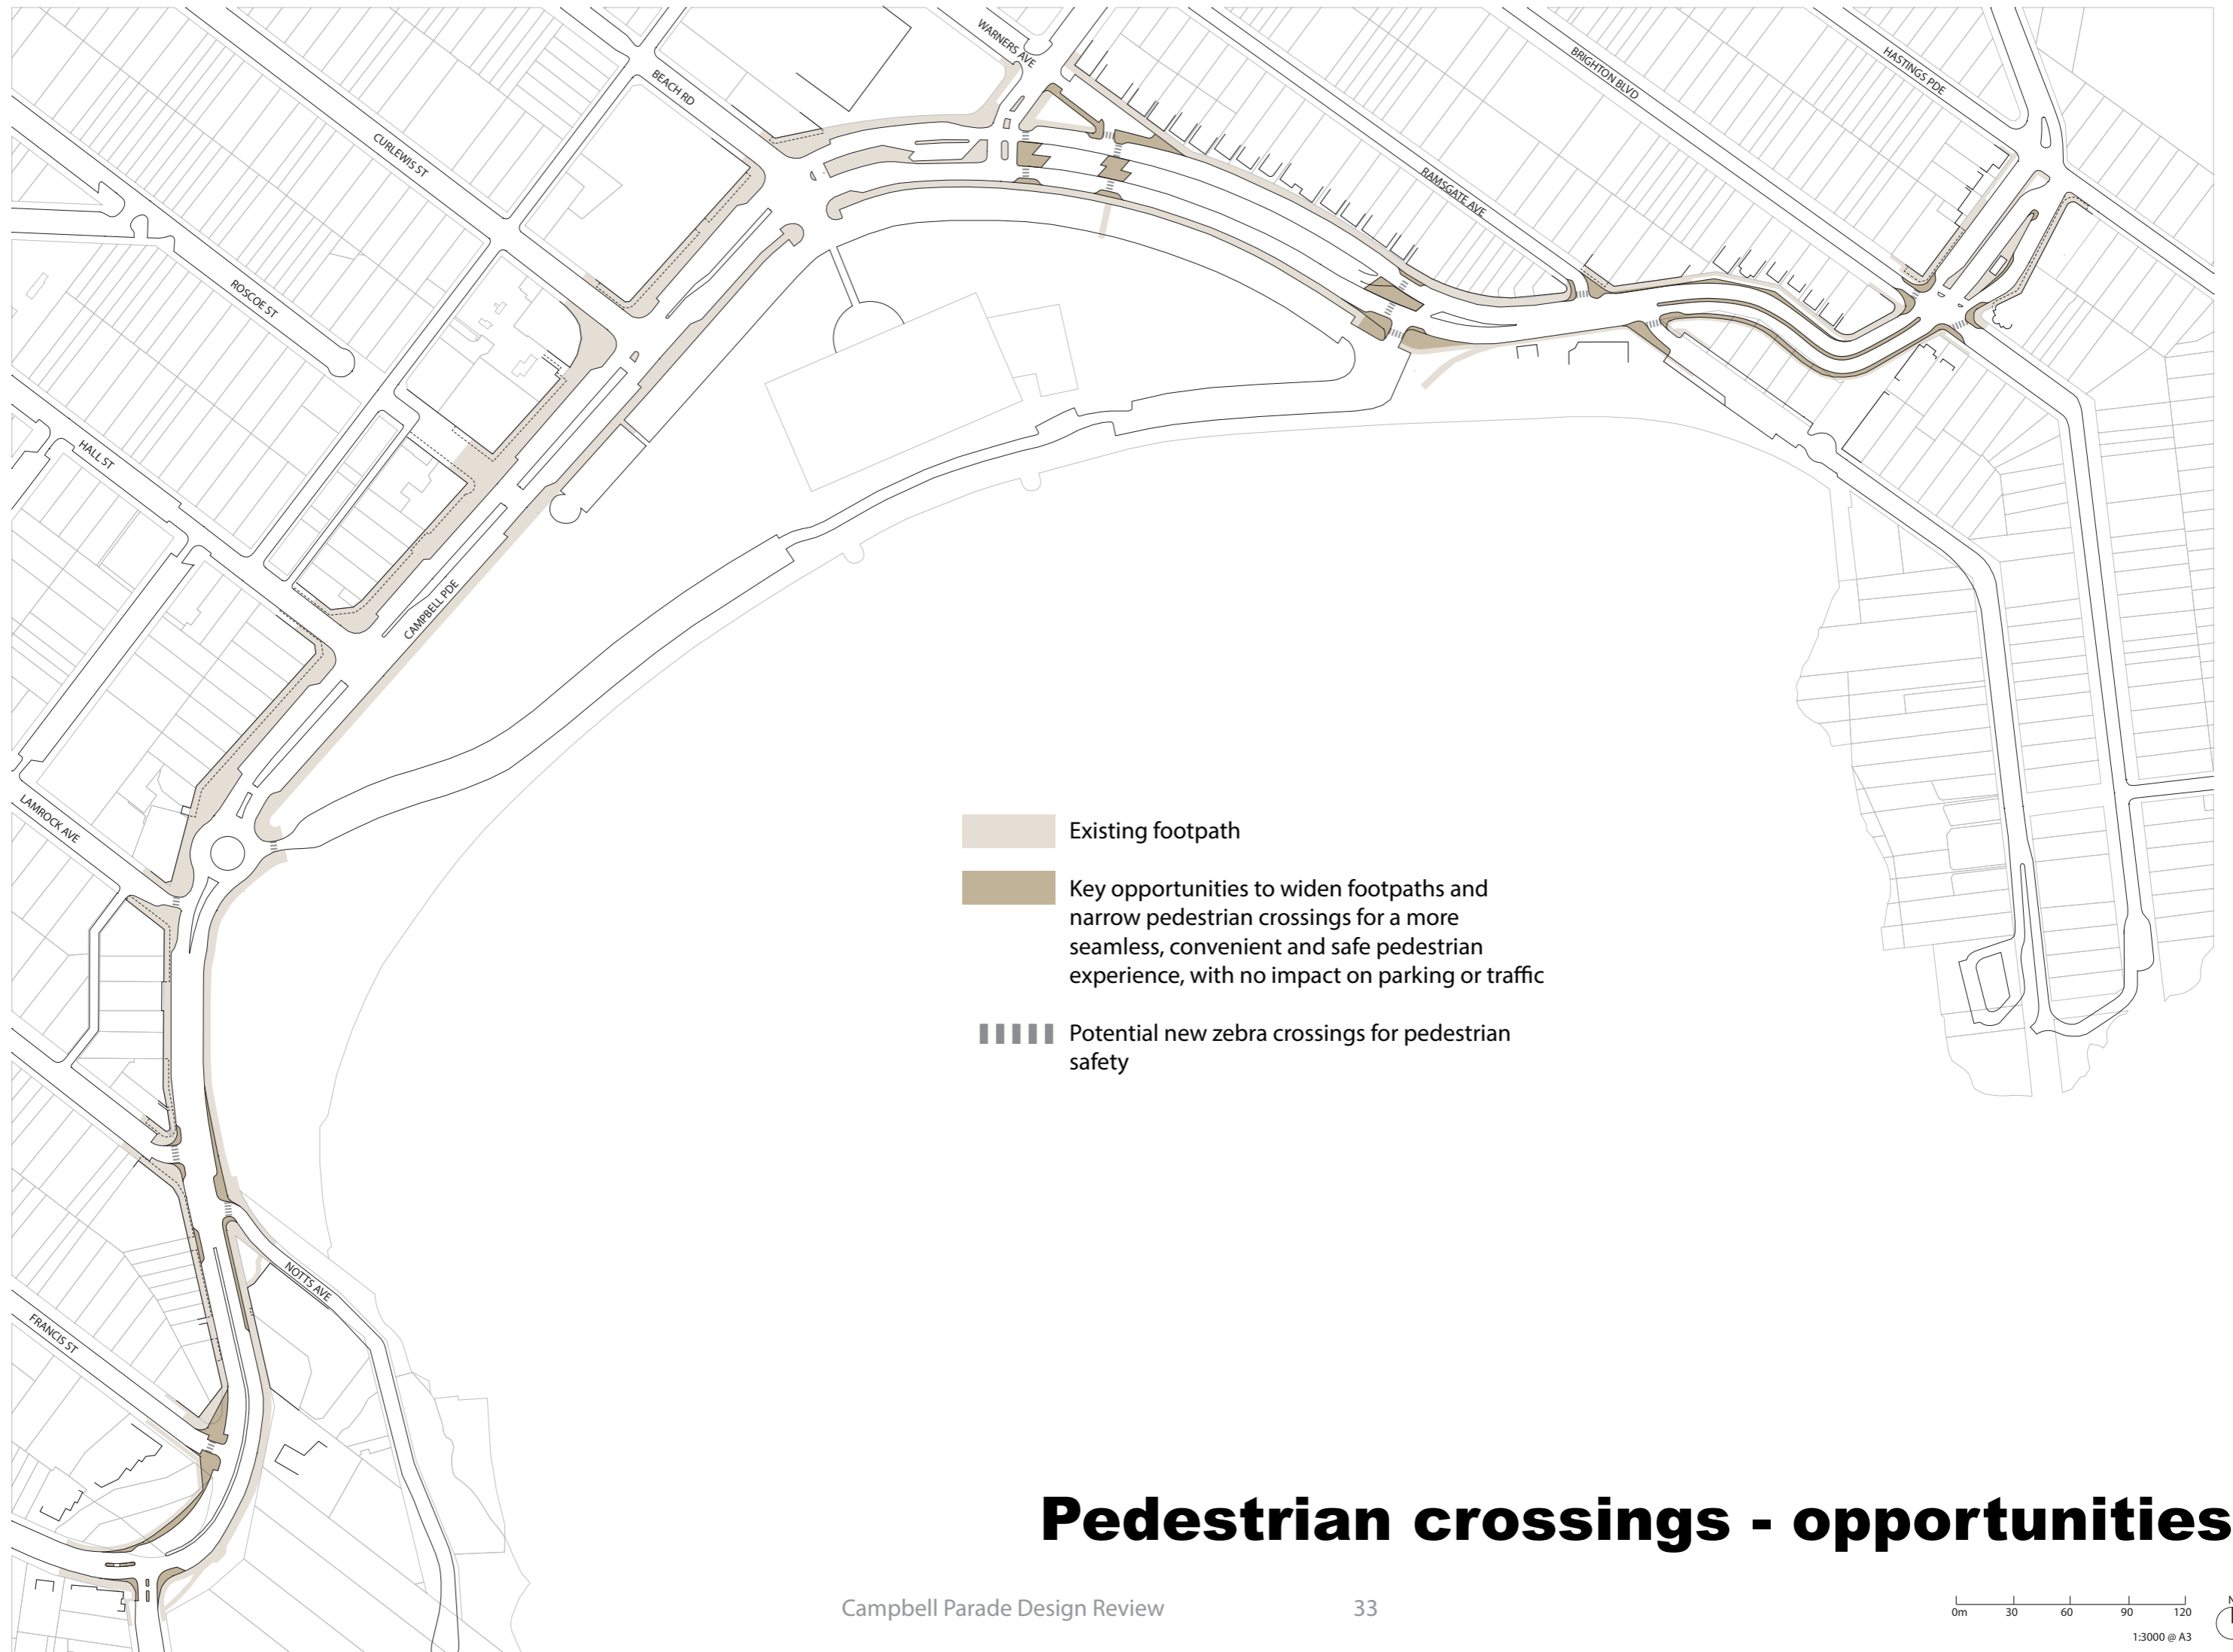 WARNERS AVE
BEACH RD
CURLEWIS ST
BRIGHTON BLVD
HASTINGS PDE
RAMSGATE AVE
ROSCOE ST
HALL ST
CAMPBELL PDE
LAMROCK AVE
NOTTS AVE
FRANCIS ST
Existing footpath
Key opportunities to widen footpaths and
narrow pedestrian crossings for a more
seamless, convenient and safe pedestrian
experience, with no impact on parking or traffic
Potential new zebra crossings for pedestrian
safety
Pedestrian crossings - opportunities
Campbell Parade Design Review 33
0m 30 60 90 120
1:3000 @ A3